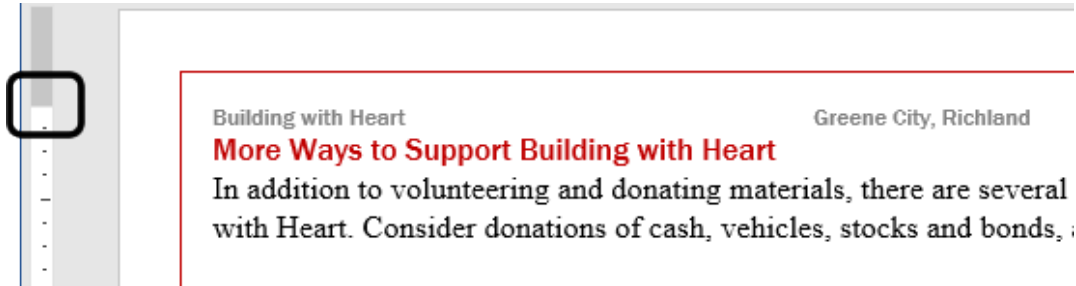 Building with Heart Greene City, Richland
More Ways to Support Building with Heart
In addition to volunteering and donating materials, there are several
with Heart. Consider donations of cash, vehicles, stocks and bonds,